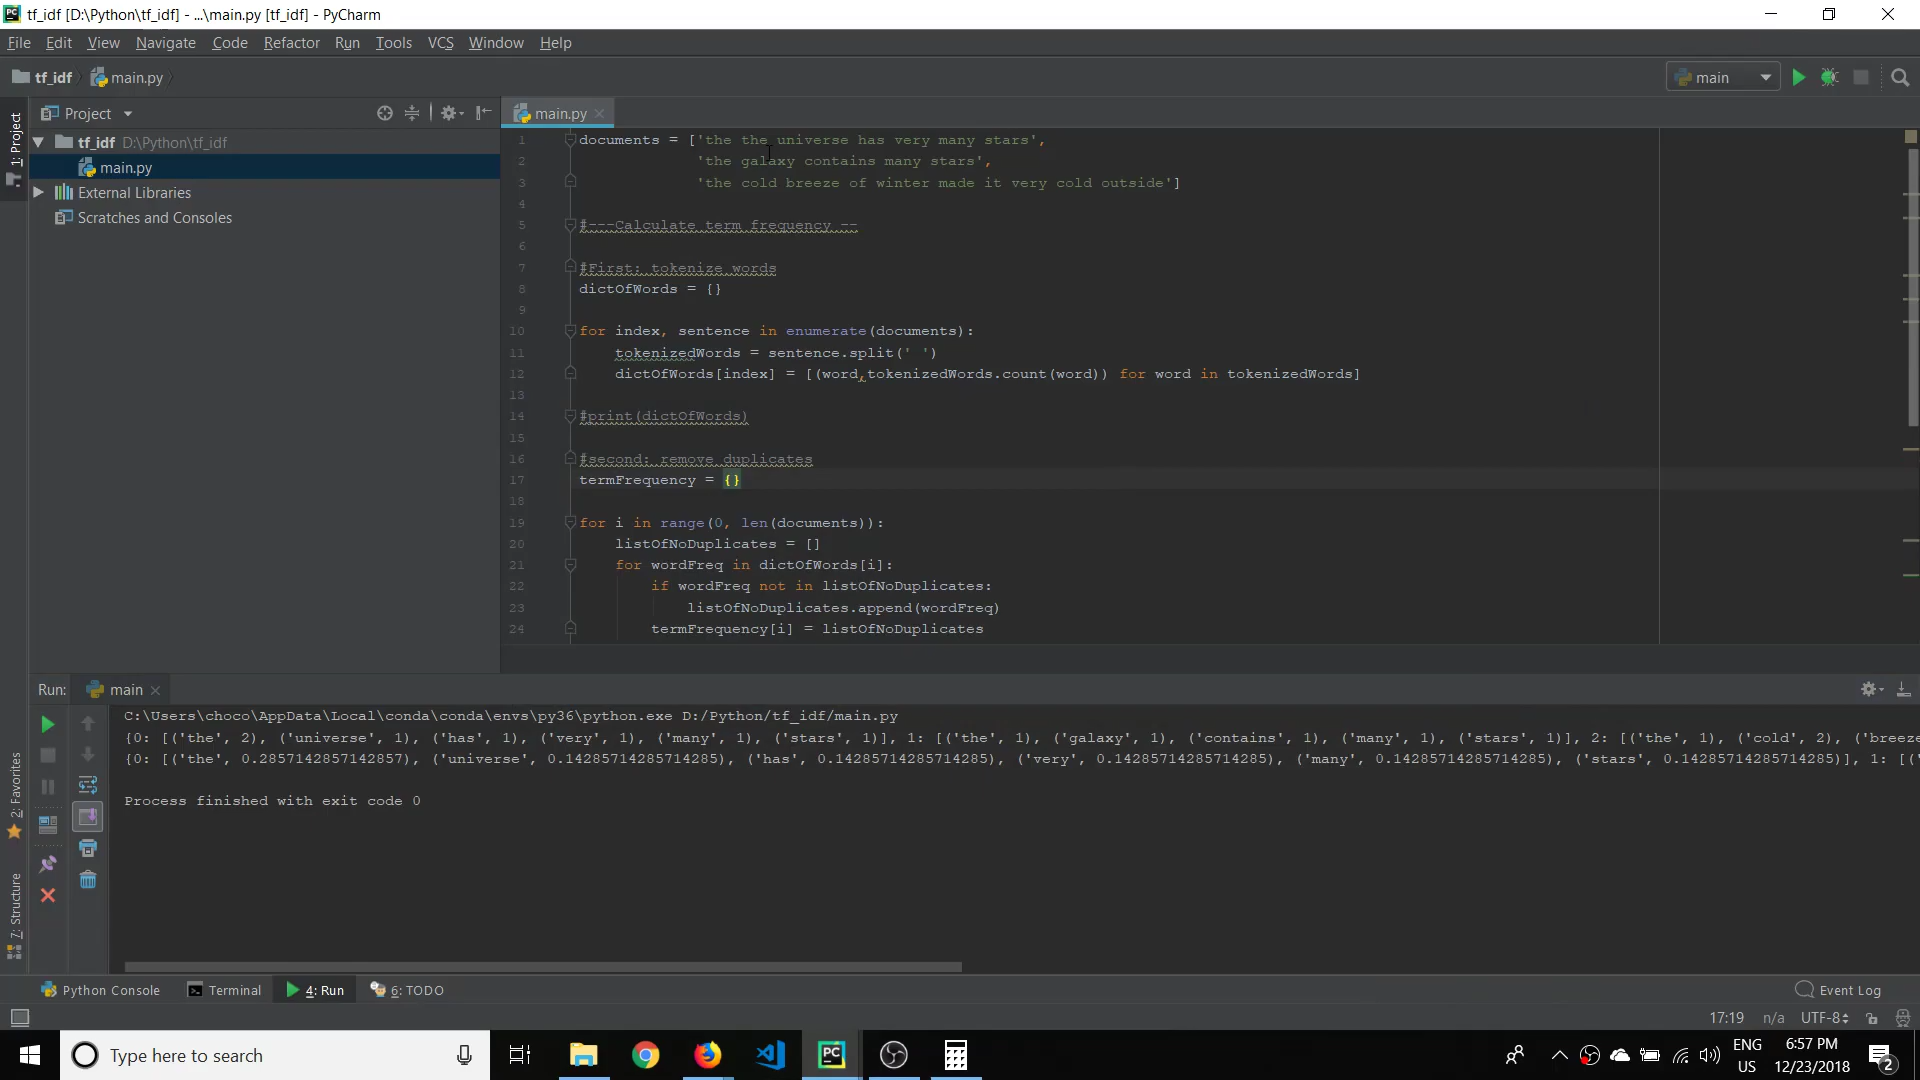 tf_idf [D:\Python\tf_idf] - ...\main.py [tf_idf] - PyCharm
File Edit View Navigate Code Refactor Run Tools VCS Window Help
tf_idf main.py main
1: Project
Project
main.py
tf_idf D:\Python\tf_idf
main.py
External Libraries
Scratches and Consoles
1 documents = ['the the universe has very many stars',
2 'the galaxy contains many stars',
3 'the cold breeze of winter made it very cold outside']
4
5 #---Calculate term frequency --
6
7 #First: tokenize words
8 dictOfWords = {}
9
10 for index, sentence in enumerate(documents):
11 tokenizedWords = sentence.split(' ')
12 dictOfWords[index] = [(word,tokenizedWords.count(word)) for word in tokenizedWords]
13
14 #print(dictOfWords)
15
16 #second: remove duplicates
17 termFrequency = {}
18
19 for i in range(0, len(documents)):
20 listOfNoDuplicates = []
21 for wordFreq in dictOfWords[i]:
22 if wordFreq not in listOfNoDuplicates:
23 listOfNoDuplicates.append(wordFreq)
24 termFrequency[i] = listOfNoDuplicates
Run: main
C:\Users\choco\AppData\Local\conda\conda\envs\py36\python.exe D:/Python/tf_idf/main.py
{0: [('the', 2), ('universe', 1), ('has', 1), ('very', 1), ('many', 1), ('stars', 1)], 1: [('the', 1), ('galaxy', 1), ('contains', 1), ('many', 1), ('stars', 1)], 2: [('the', 1), ('cold', 2), ('breeze
{0: [('the', 0.2857142857142857), ('universe', 0.14285714285714285), ('has', 0.14285714285714285), ('very', 0.14285714285714285), ('many', 0.14285714285714285), ('stars', 0.14285714285714285)], 1: [('
Process finished with exit code 0
2: Favorites
7: Structure
Python Console Terminal 4: Run 6: TODO Event Log
17:19 n/a UTF-8
Type here to search
PC
ENG
US
6:57 PM
12/23/2018
2